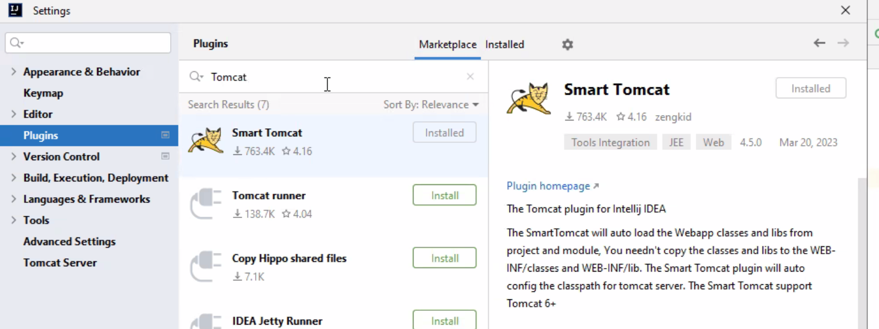 Settings
Plugins
Marketplace
Installed
Appearance & Behavior
Keymap
Editor
Plugins
Version Control
Build, Execution, Deployment
Languages & Frameworks
Tools
Advanced Settings
Tomcat Server
Tomcat
Search Results (7)
Sort By: Relevance
Smart Tomcat
763.4K 4.16
Installed
Tomcat runner
138.7K 4.04
Install
Copy Hippo shared files
7.1K
Install
IDEA Jetty Runner
Install
Smart Tomcat
Installed
763.4K 4.16 zengkid
Tools Integration JEE Web 4.5.0 Mar 20, 2023
Plugin homepage ↗
The Tomcat plugin for Intellij IDEA
The SmartTomcat will auto load the Webapp classes and libs from
project and module, You needn't copy the classes and libs to the WEB-
INF/classes and WEB-INF/lib. The Smart Tomcat plugin will auto
config the classpath for tomcat server. The Smart Tomcat support
Tomcat 6+